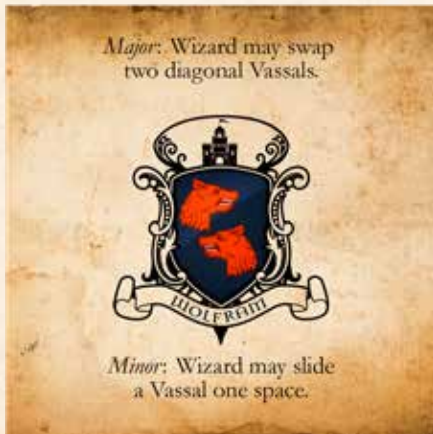 Major: Wizard may swap
two diagonal Vassals.
WOLFRAM
Minor: Wizard may slide
a Vassal one space.